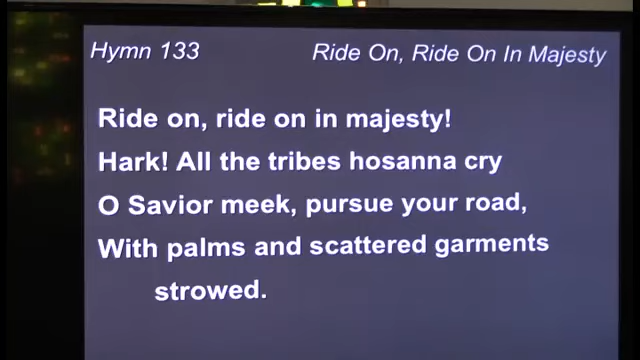 Hymn 133
Ride On, Ride On In Majesty
Ride on, ride on in majesty!
Hark! All the tribes hosanna cry
O Savior meek, pursue your road,
With palms and scattered garments
strowed.